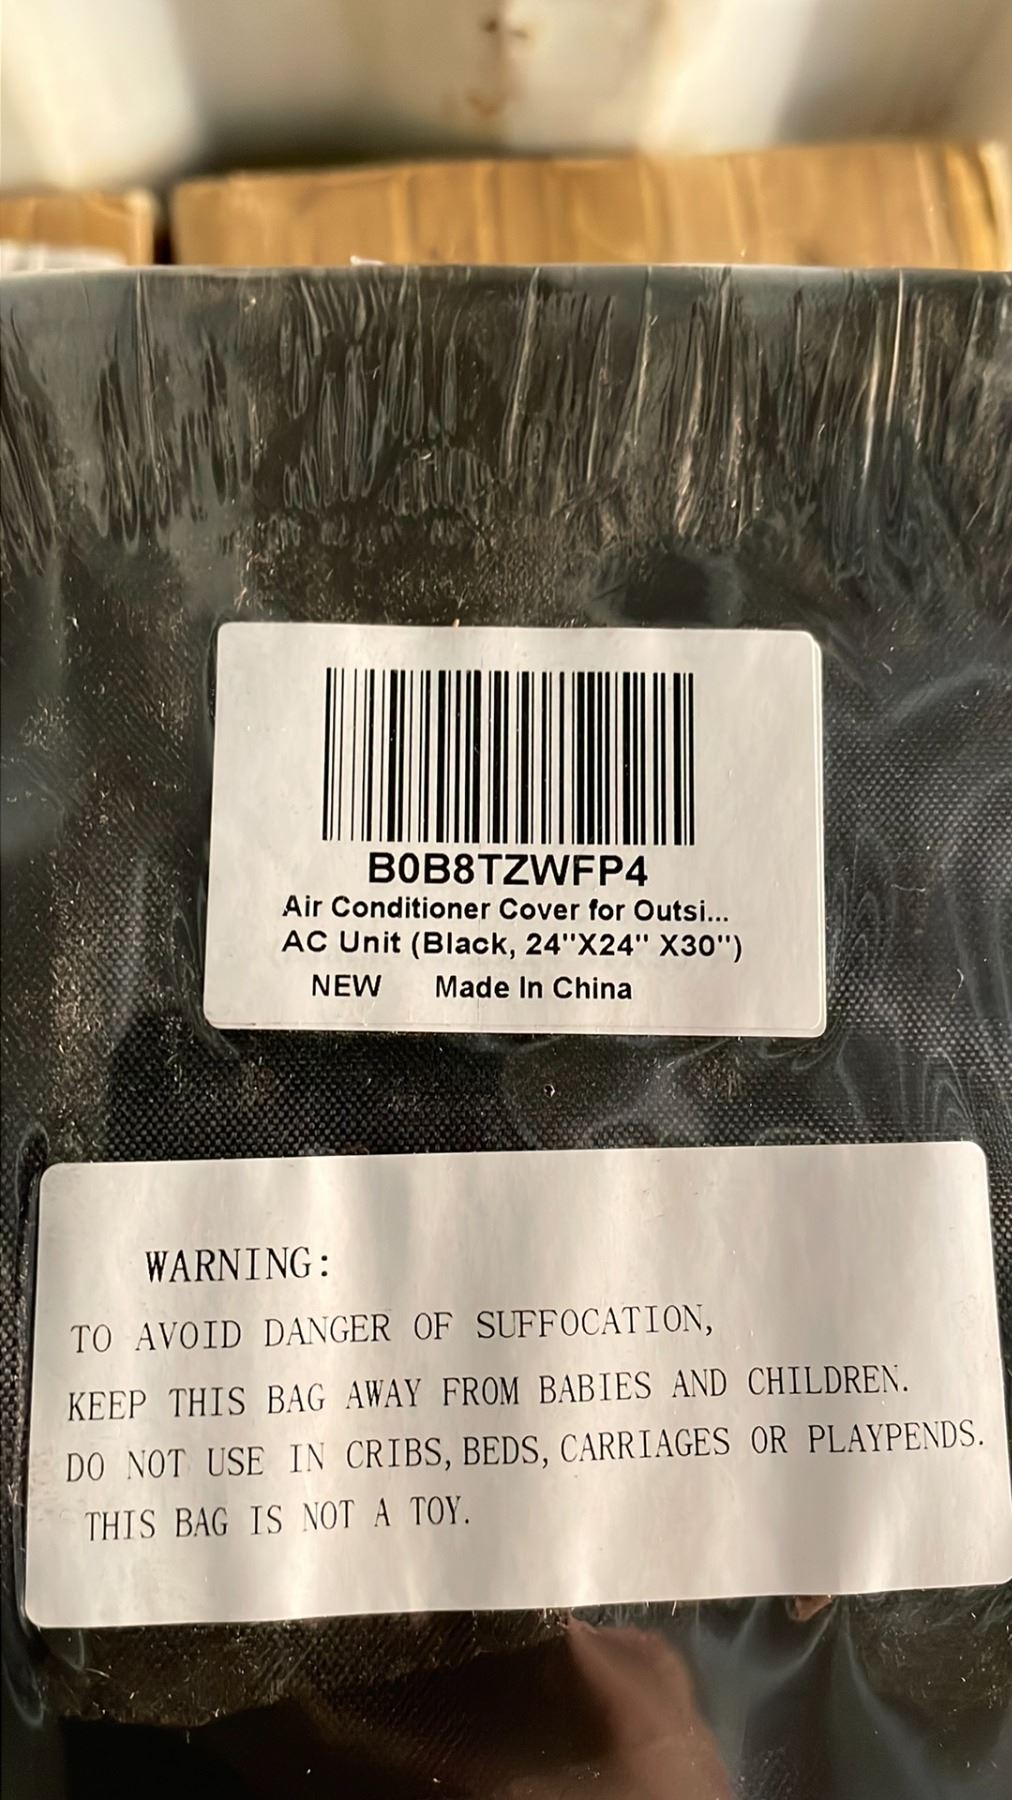 B0B8TZWFP4
Air Conditioner Cover for Outsi...
AC Unit (Black, 24"X24" X30")
NEW Made In China
WARNING:
TO AVOID DANGER OF SUFFOCATION,
KEEP THIS BAG AWAY FROM BABIES AND CHILDREN.
DO NOT USE IN CRIBS, BEDS, CARRIAGES OR PLAYPENDS.
THIS BAG IS NOT A TOY.